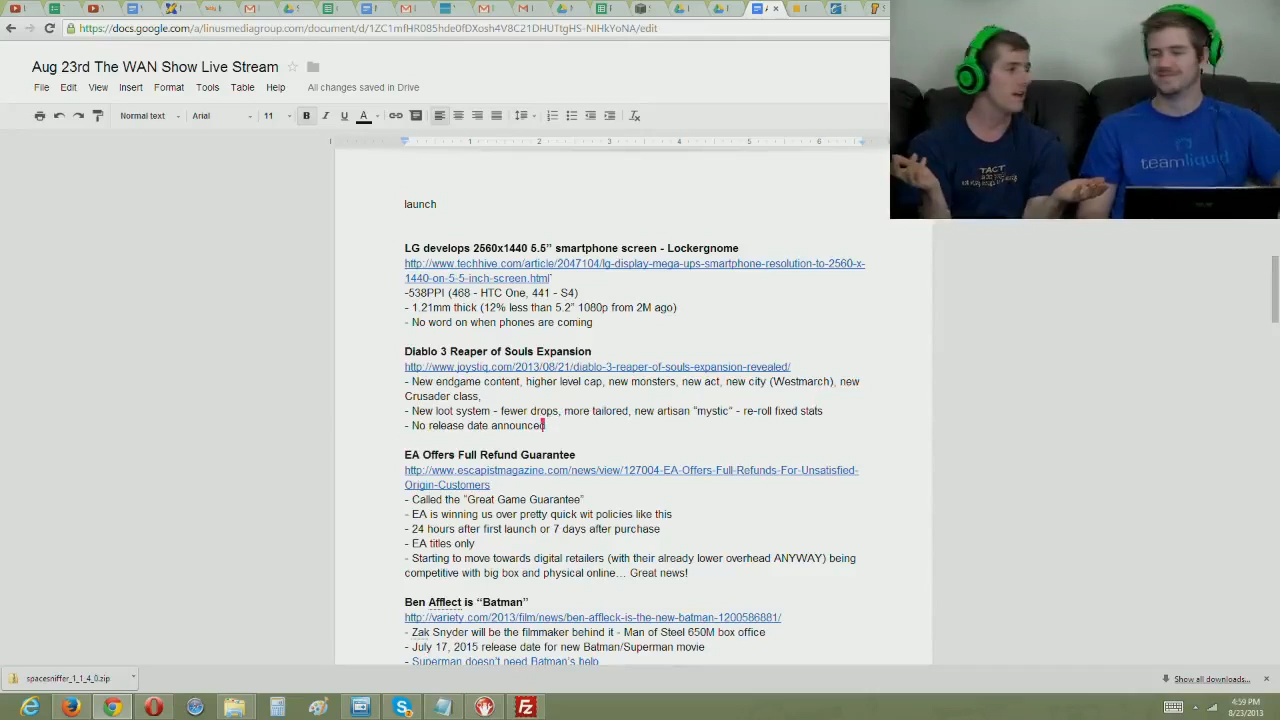 https://docs.google.com/a/linusmediagroup.com/document/d/1ZC1mfHR085hde0fDXosh4V8C21DHUTtgHS-NIHkYoNA/edit
Aug 23rd The WAN Show Live Stream
File Edit View Insert Format Tools Table Help All changes saved in Drive
Normal text Arial 11 B I U A
1 1 2 3 4 5 6
TACT
teamliquid
launch
LG develops 2560x1440 5.5” smartphone screen - Lockergnome
http://www.techhive.com/article/2047104/lg-display-mega-ups-smartphone-resolution-to-2560-x-
1440-on-5-5-inch-screen.html`
-538PPI (468 - HTC One, 441 - S4)
- 1.21mm thick (12% less than 5.2” 1080p from 2M ago)
- No word on when phones are coming
Diablo 3 Reaper of Souls Expansion
http://www.joystiq.com/2013/08/21/diablo-3-reaper-of-souls-expansion-revealed/
- New endgame content, higher level cap, new monsters, new act, new city (Westmarch), new
Crusader class,
- New loot system - fewer drops, more tailored, new artisan “mystic” - re-roll fixed stats
- No release date announced
EA Offers Full Refund Guarantee
http://www.escapistmagazine.com/news/view/127004-EA-Offers-Full-Refunds-For-Unsatisfied-
Origin-Customers
- Called the “Great Game Guarantee”
- EA is winning us over pretty quick wit policies like this
- 24 hours after first launch or 7 days after purchase
- EA titles only
- Starting to move towards digital retailers (with their already lower overhead ANYWAY) being
competitive with big box and physical online… Great news!
Ben Afflect is “Batman”
http://variety.com/2013/film/news/ben-affleck-is-the-new-batman-1200586881/
- Zak Snyder will be the filmmaker behind it - Man of Steel 650M box office
- July 17, 2015 release date for new Batman/Superman movie
- Superman doesn’t need Batman’s help
spacesniffer_1_1_4_0.zip
Show all downloads...
4:59 PM
8/23/2013